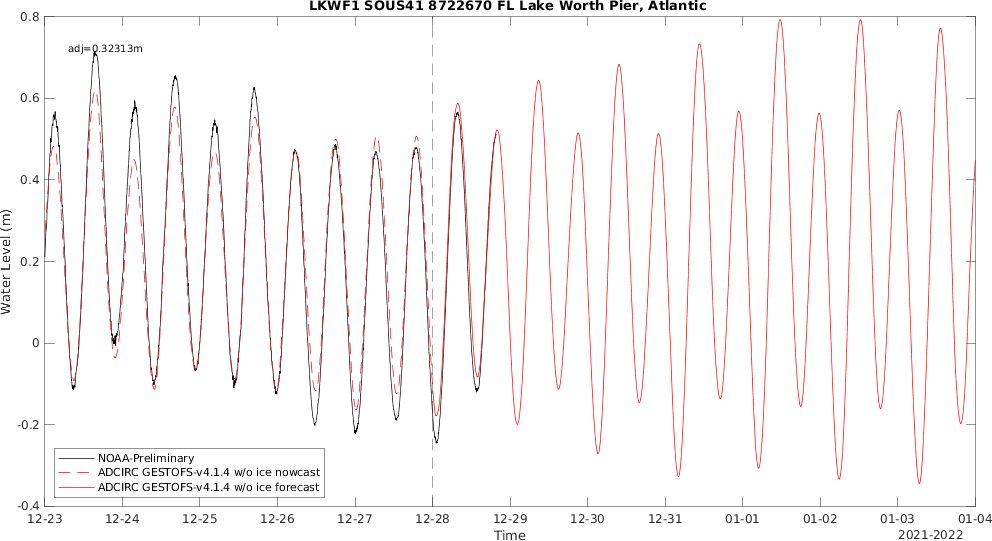 LKWF1 SOUS41 8722670 FL Lake Worth Pier, Atlantic
adj=0.32313m
0.8
0.6
0.4
0.2
0
-0.2
-0.4
Water Level (m)
NOAA-Preliminary
ADCIRC GESTOFS-v4.1.4 w/o ice nowcast
ADCIRC GESTOFS-v4.1.4 w/o ice forecast
12-23 12-24 12-25 12-26 12-27 12-28 12-29 12-30 12-31 01-01 01-02 01-03 01-04
Time
2021-2022